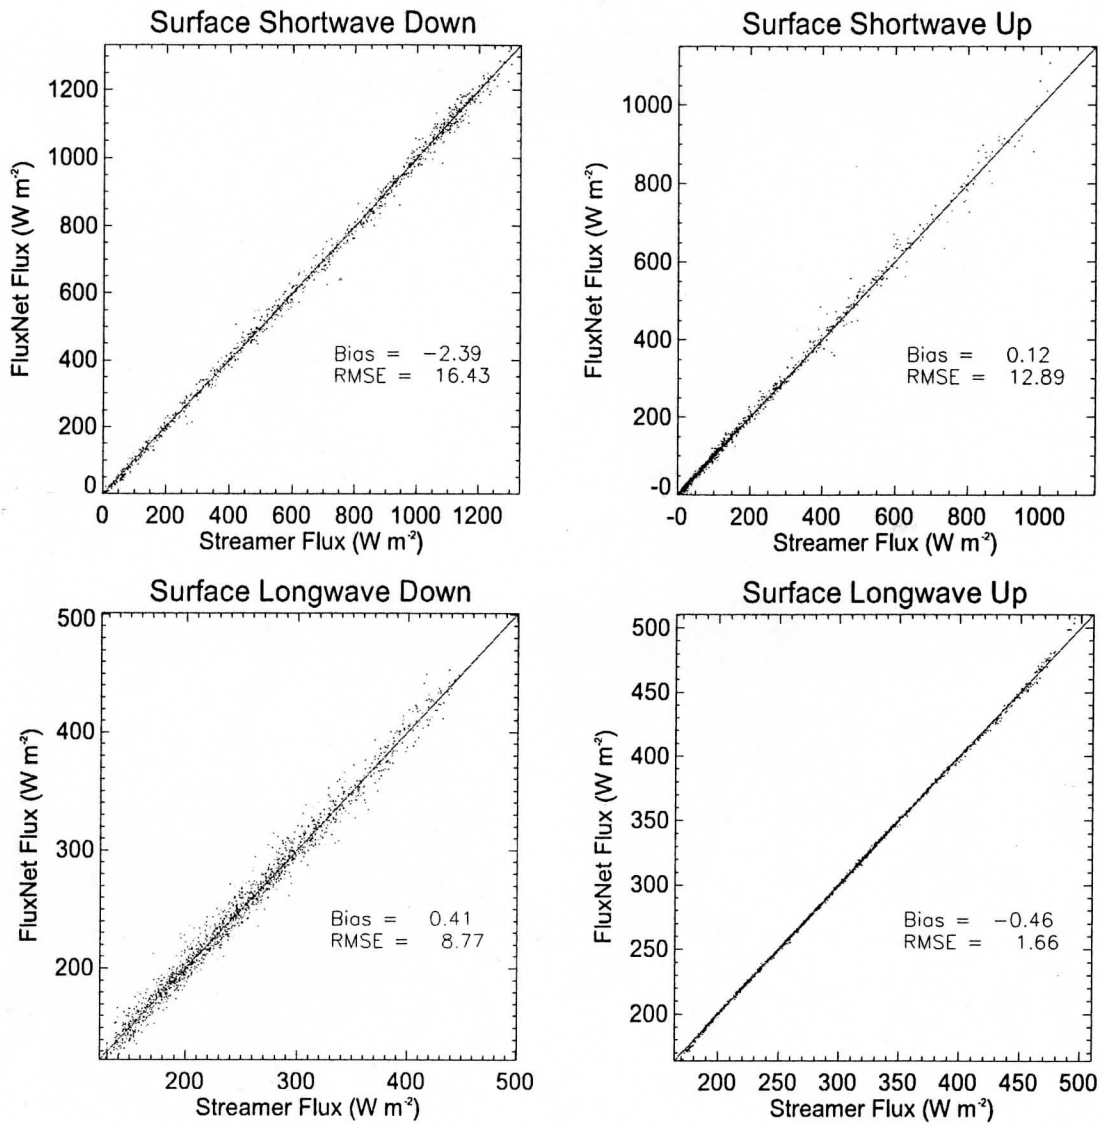 Surface Shortwave Down
FluxNet Flux (W m⁻²)
1200
1000
800
600
400
200
0
Bias = −2.39
RMSE = 16.43
0 200 400 600 800 1000 1200
Streamer Flux (W m⁻²)
Surface Shortwave Up
FluxNet Flux (W m⁻²)
1000
800
600
400
200
-0
Bias = 0.12
RMSE = 12.89
-0 200 400 600 800 1000
Streamer Flux (W m⁻²)
Surface Longwave Down
FluxNet Flux (W m⁻²)
500
400
300
200
Bias = 0.41
RMSE = 8.77
200 300 400 500
Streamer Flux (W m⁻²)
Surface Longwave Up
FluxNet Flux (W m⁻²)
500
450
400
350
300
250
200
Bias = −0.46
RMSE = 1.66
200 250 300 350 400 450 500
Streamer Flux (W m⁻²)